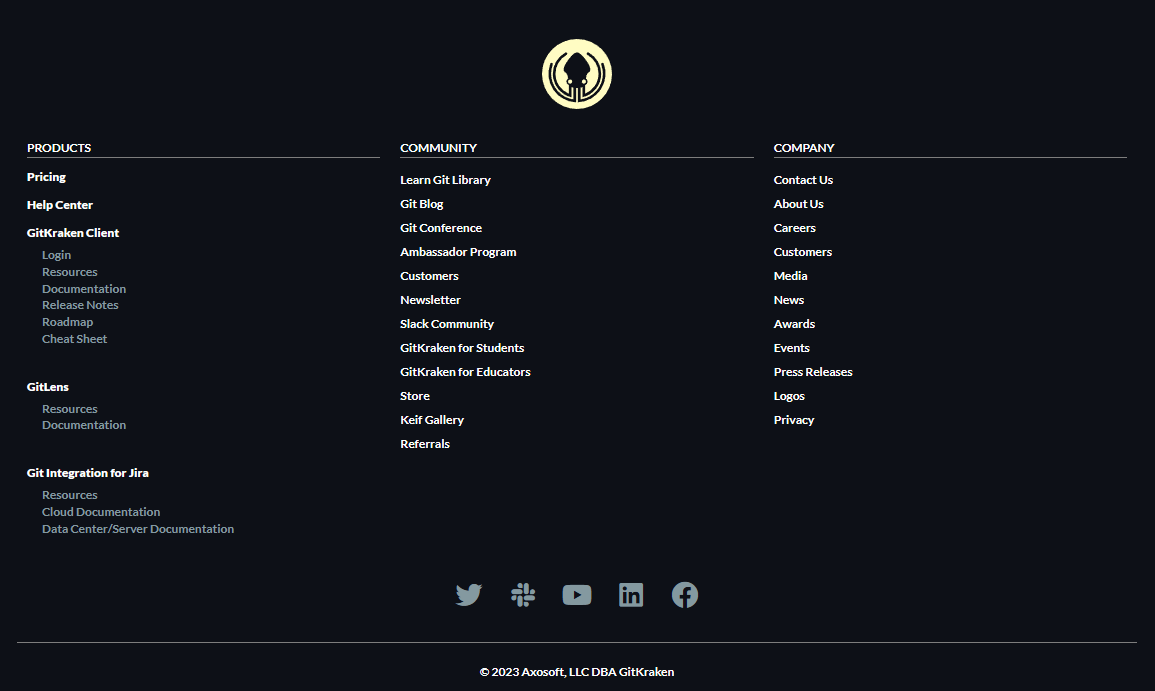 PRODUCTS
Pricing
Help Center
GitKraken Client
Login
Resources
Documentation
Release Notes
Roadmap
Cheat Sheet
GitLens
Resources
Documentation
Git Integration for Jira
Resources
Cloud Documentation
Data Center/Server Documentation
COMMUNITY
Learn Git Library
Git Blog
Git Conference
Ambassador Program
Customers
Newsletter
Slack Community
GitKraken for Students
GitKraken for Educators
Store
Keif Gallery
Referrals
COMPANY
Contact Us
About Us
Careers
Customers
Media
News
Awards
Events
Press Releases
Logos
Privacy
© 2023 Axosoft, LLC DBA GitKraken